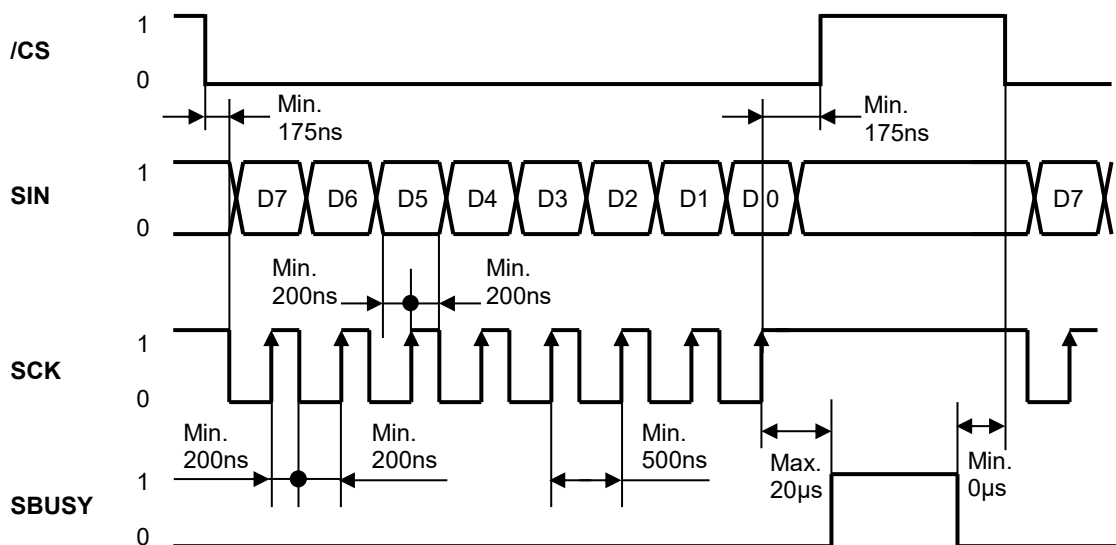 1
/CS
0
Min.
175ns
Min.
175ns
1
SIN
D7 D6 D5 D4 D3 D2 D1 D0 D7
0
Min.
200ns
Min.
200ns
1
SCK
0
Min.
200ns
Min.
200ns
Min.
500ns
Max.
20µs
Min.
0µs
1
SBUSY
0